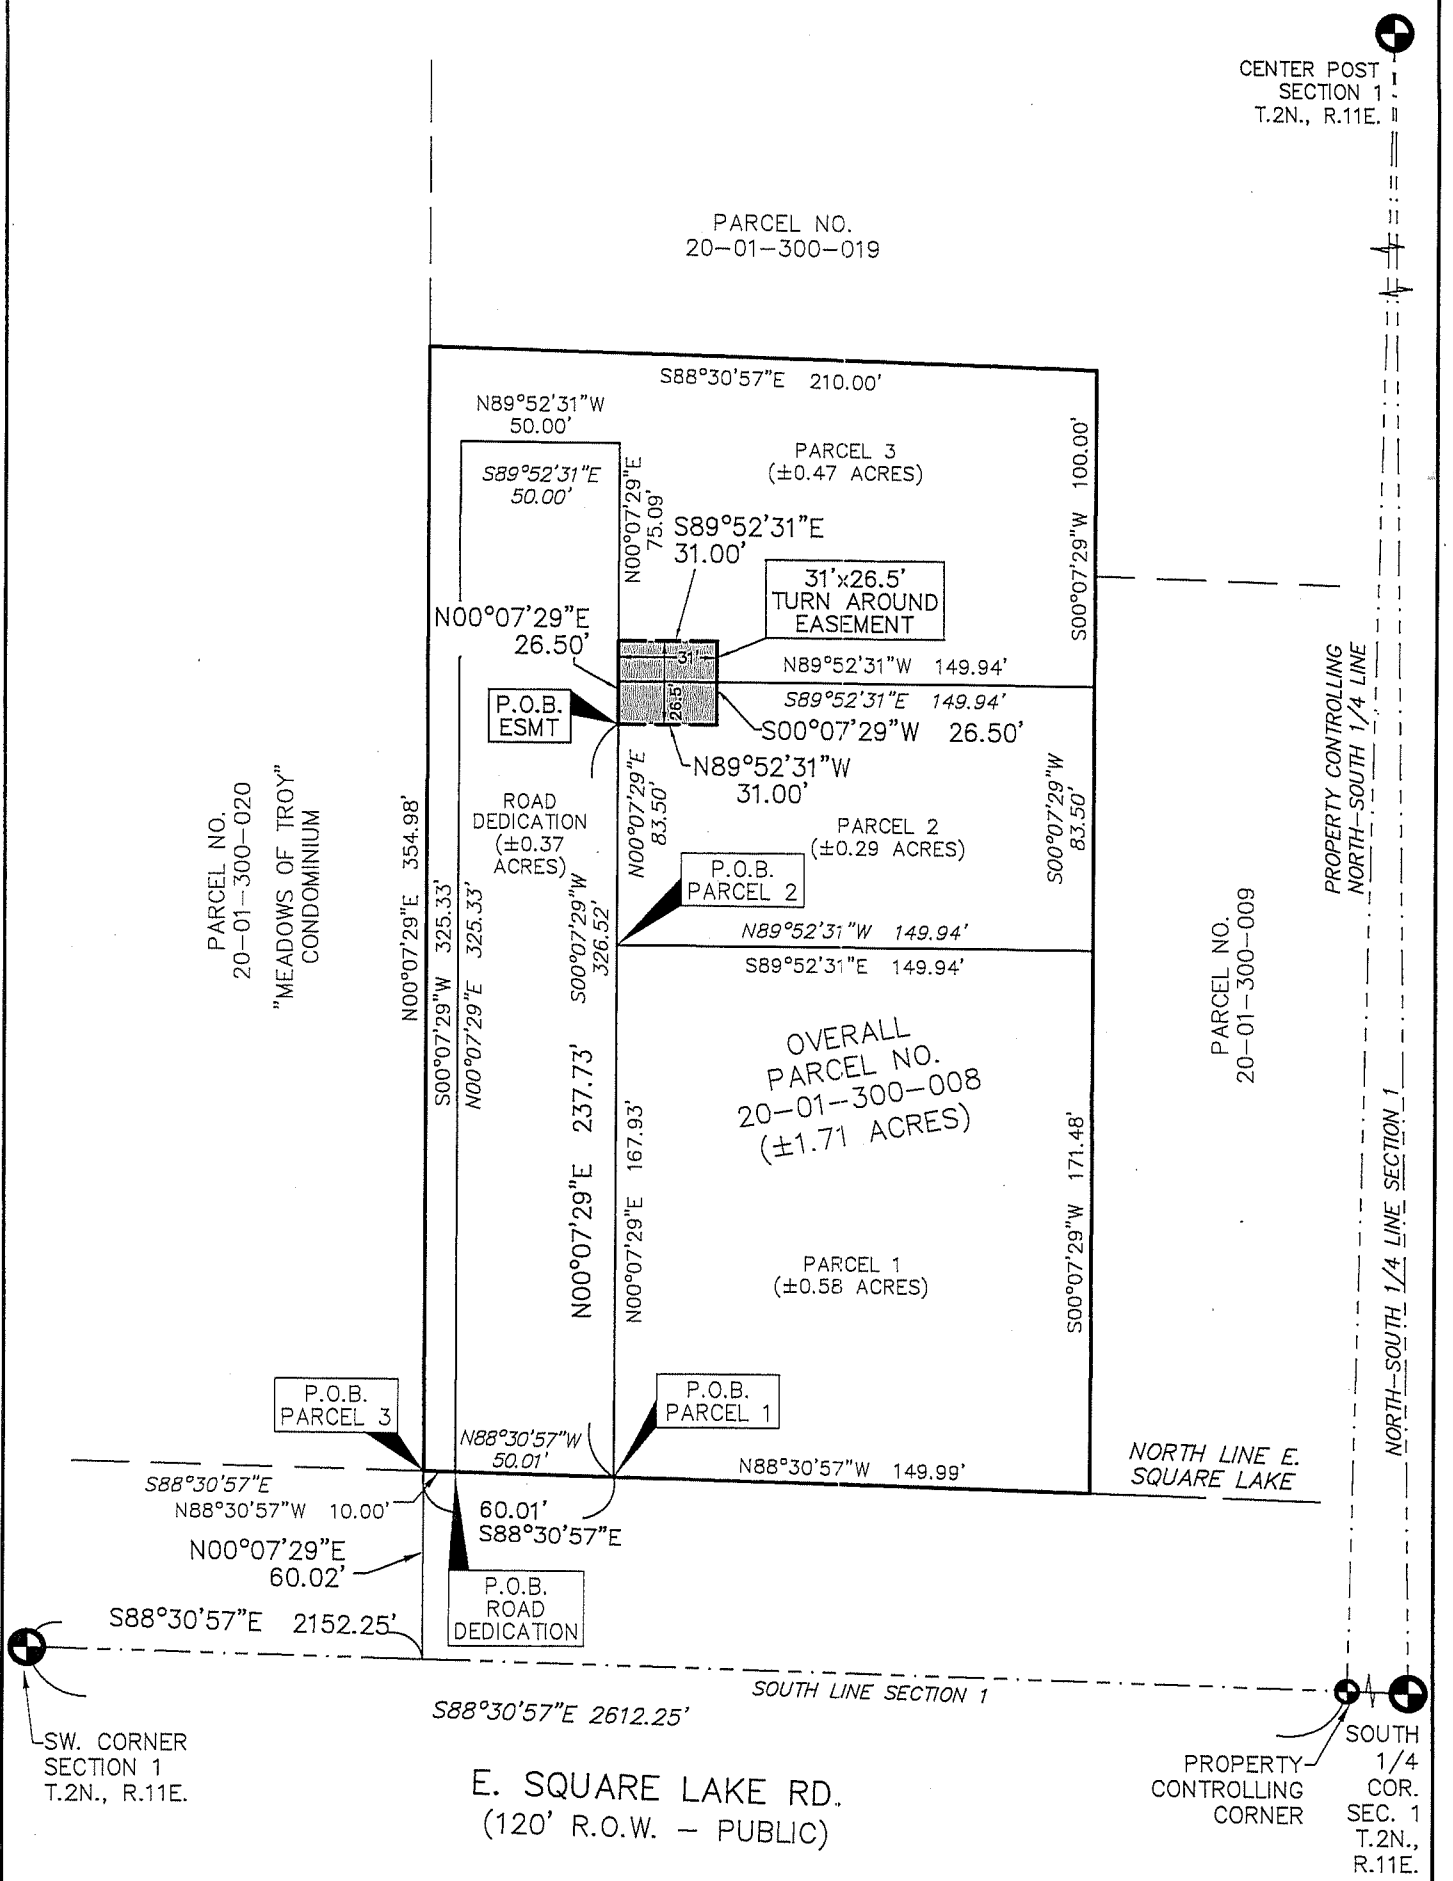 CENTER POST
SECTION 1
T.2N., R.11E.
PARCEL NO.
20-01-300-019
S88°30'57"E 210.00'
N89°52'31"W
50.00'
S89°52'31"E
50.00'
PARCEL 3
(±0.47 ACRES)
N00°07'29"E
75.09'
S00°07'29"W 100.00'
S89°52'31"E
31.00'
31'x26.5'
TURN AROUND
EASEMENT
N00°07'29"E
26.50'
31'
26.5'
N89°52'31"W 149.94'
S89°52'31"E 149.94'
P.O.B.
ESMT
S00°07'29"W 26.50'
N89°52'31"W
31.00'
PROPERTY CONTROLLING
NORTH-SOUTH 1/4 LINE
PARCEL NO.
20-01-300-020
"MEADOWS OF TROY"
CONDOMINIUM
N00°07'29"E 354.98'
S00°07'29"W 325.33'
N00°07'29"E 325.33'
ROAD
DEDICATION
(±0.37
ACRES)
N00°07'29"E
83.50'
S00°07'29"W
83.50'
PARCEL 2
(±0.29 ACRES)
P.O.B.
PARCEL 2
S00°07'29"W
326.52'
N89°52'31"W 149.94'
S89°52'31"E 149.94'
PARCEL NO.
20-01-300-009
OVERALL
PARCEL NO.
20-01-300-008
(±1.71 ACRES)
N00°07'29"E 237.73'
N00°07'29"E 167.93'
S00°07'29"W 171.48'
NORTH-SOUTH 1/4 LINE SECTION 1
PARCEL 1
(±0.58 ACRES)
P.O.B.
PARCEL 3
P.O.B.
PARCEL 1
N88°30'57"W
50.01'
N88°30'57"W 149.99'
NORTH LINE E.
SQUARE LAKE
S88°30'57"E
N88°30'57"W 10.00'
60.01'
S88°30'57"E
N00°07'29"E
60.02'
P.O.B.
ROAD
DEDICATION
S88°30'57"E 2152.25'
SOUTH LINE SECTION 1
S88°30'57"E 2612.25'
SW. CORNER
SECTION 1
T.2N., R.11E.
E. SQUARE LAKE RD.
(120' R.O.W. - PUBLIC)
PROPERTY
CONTROLLING
CORNER
SOUTH
1/4
COR.
SEC. 1
T.2N.,
R.11E.